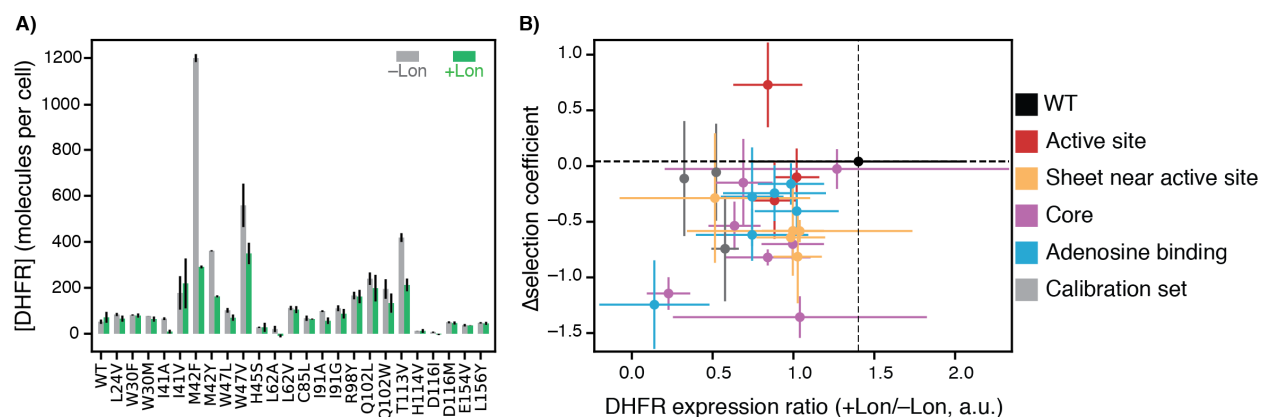 A)
B)
1200
1000
800
600
400
200
0
[DHFR] (molecules per cell)
−Lon
+Lon
WT
L24V
W30F
W30M
I41A
I41V
M42F
M42Y
W47L
W47V
H45S
L62A
L62V
C85L
I91A
I91G
R98Y
Q102L
Q102W
T113V
H114V
D116I
D116M
E154V
L156Y
1.0
0.5
0.0
−0.5
−1.0
−1.5
Δselection coefficient
0.0
0.5
1.0
1.5
2.0
DHFR expression ratio (+Lon/−Lon, a.u.)
WT
Active site
Sheet near active site
Core
Adenosine binding
Calibration set